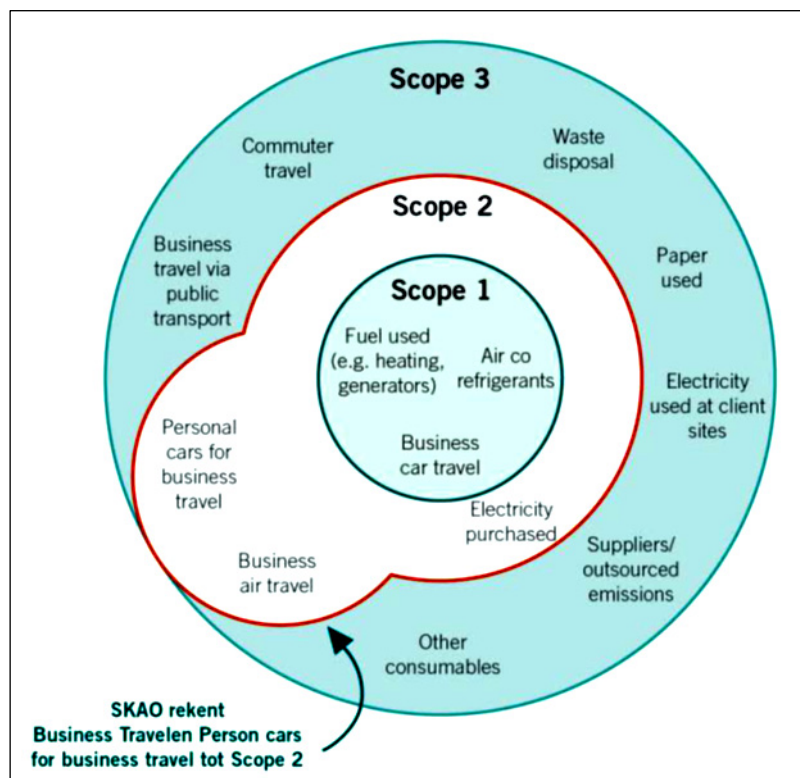 Scope 3
Commuter
travel
Waste
disposal
Scope 2
Business
travel via
public
transport
Paper
used
Scope 1
Fuel used
(e.g. heating,
generators)
Air co
refrigerants
Electricity
used at client
sites
Personal
cars for
business
travel
Business
car travel
Electricity
purchased
Business
air travel
Suppliers/
outsourced
emissions
Other
consumables
SKAO rekent
Business Travelen Person cars
for business travel tot Scope 2